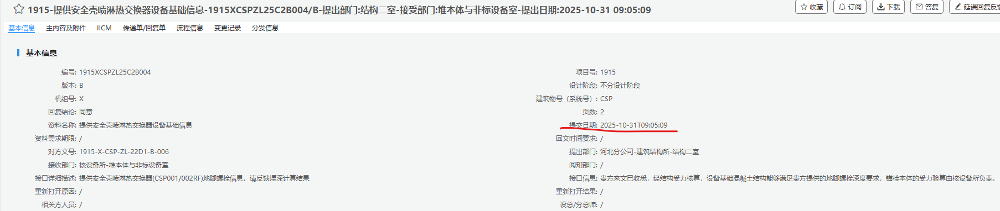 1915-提供安全壳喷淋热交换器设备基础信息-1915XCSPZL25C2B004/B-提出部门:结构二室-接受部门:堆本体与非标设备室-提出日期:2025-10-31 09:05:09
收藏 订阅 下载 答复 延误回复反馈
基本信息 主内容及附件 IICM 传递单/回复单 流程信息 变更记录 分发信息
基本信息
编号: 1915XCSPZL25C2B004 项目号: 1915
版本: B 设计阶段: 不分设计阶段
机组号: X 建筑物号（系统号）: CSP
回复结论: 同意 页数: 2
资料名称: 提供安全壳喷淋热交换器设备基础信息 提交日期: 2025-10-31T09:05:09
资料需求期限: / 回文时间要求: /
对方文号: 1915-X-CSP-ZL-22D1-B-006 提出部门: 河北分公司-建筑结构所-结构二室
接收部门: 核设备所-堆本体与非标设备室 阅知部门: /
接口详细描述: 提供安全壳喷淋热交换器(CSP001/002RF)地脚螺栓信息，请反馈埋深计算结果 接口信息: 贵方来文已收悉，经结构受力核算，设备基础混凝土结构能够满足贵方提供的地脚螺栓深度要求，锚栓本体的受力验算由核设备所负责。
重新打开原因: / 重新打开结果: /
相关方人员: / 设总/分总师: /